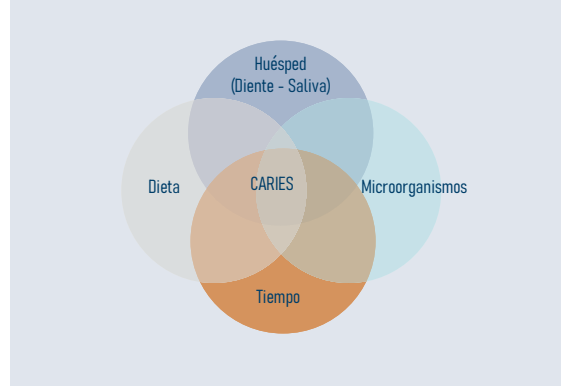 Huésped
(Diente - Saliva)
Dieta
CARIES
Microorganismos
Tiempo